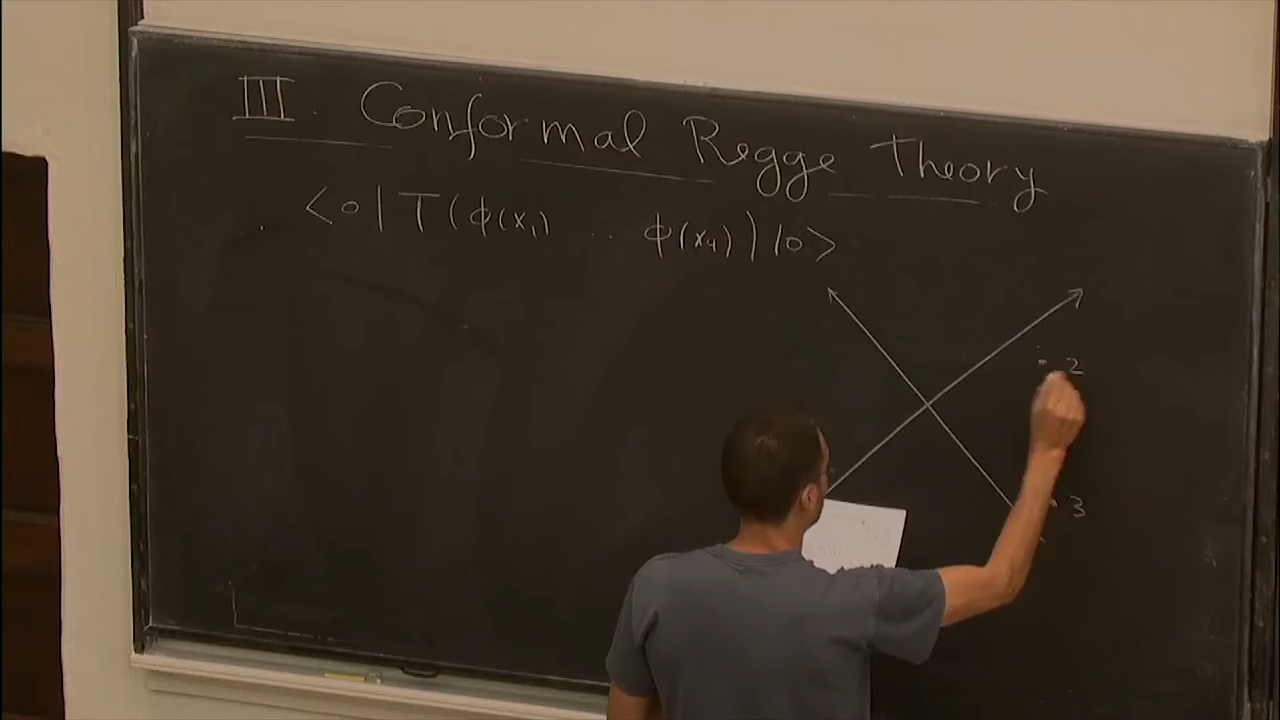 III. Conformal Regge Theory
<0|T(ϕ(x₁) ... ϕ(x₄))|0>
2
3